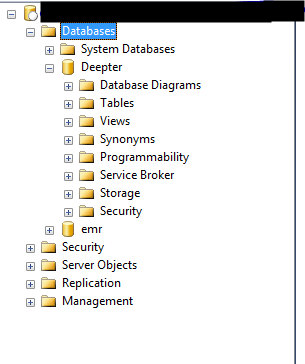 Databases
System Databases
Deepter
Database Diagrams
Tables
Views
Synonyms
Programmability
Service Broker
Storage
Security
emr
Security
Server Objects
Replication
Management